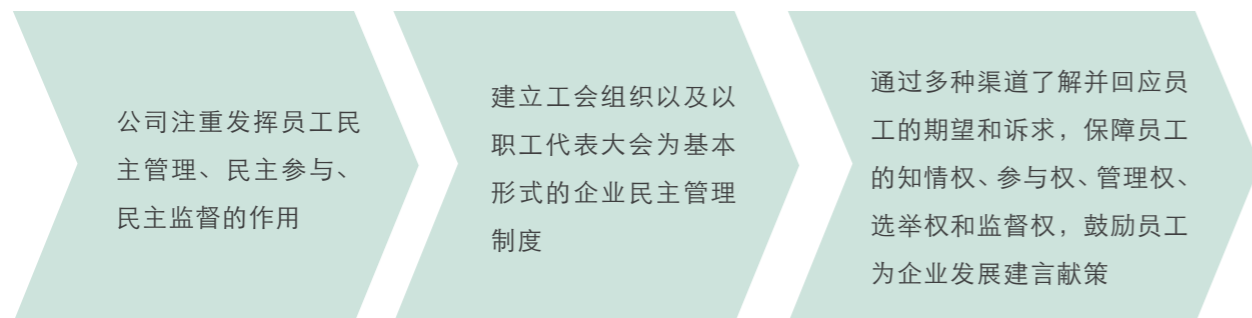 公司注重发挥员工民
主管理、民主参与、
民主监督的作用
建立工会组织以及以
职工代表大会为基本
形式的企业民主管理
制度
通过多种渠道了解并回应员
工的期望和诉求，保障员工
的知情权、参与权、管理权、
选举权和监督权，鼓励员工
为企业发展建言献策